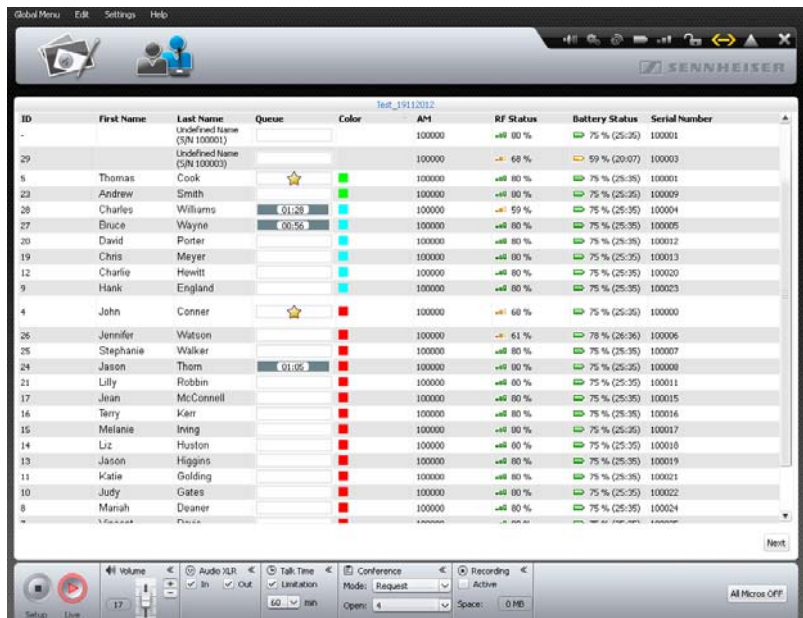 Global Menu Edit Settings Help
SENNHEISER
Test_19112012
ID First Name Last Name Queue Color AM RF Status Battery Status Serial Number
- Undefined Name (S/N 100001) 100000 80 % 75 % (25:35) 100001
29 Undefined Name (S/N 100003) 100000 68 % 59 % (20:07) 100003
5 Thomas Cook 100000 80 % 75 % (25:35) 100001
23 Andrew Smith 100000 80 % 75 % (25:35) 100009
28 Charles Williams 01:28 100000 59 % 75 % (25:35) 100004
27 Bruce Wayne 00:56 100000 80 % 75 % (25:35) 100005
20 David Porter 100000 80 % 75 % (25:35) 100012
19 Chris Meyer 100000 80 % 75 % (25:35) 100013
12 Charlie Hewitt 100000 80 % 75 % (25:35) 100020
9 Hank England 100000 80 % 75 % (25:35) 100023
4 John Conner 100000 60 % 75 % (25:35) 100000
26 Jennifer Watson 100000 61 % 78 % (26:36) 100006
25 Stephanie Walker 100000 80 % 75 % (25:35) 100007
24 Jason Thorn 01:05 100000 80 % 75 % (25:35) 100008
21 Lilly Robbin 100000 80 % 75 % (25:35) 100011
17 Jean McConnell 100000 80 % 75 % (25:35) 100015
16 Terry Kerr 100000 80 % 75 % (25:35) 100016
15 Melanie Irving 100000 80 % 75 % (25:35) 100017
14 Liz Huston 100000 80 % 75 % (25:35) 100018
13 Jason Higgins 100000 80 % 75 % (25:35) 100019
11 Katie Golding 100000 80 % 75 % (25:35) 100021
10 Judy Gates 100000 80 % 75 % (25:35) 100022
8 Mariah Deaner 100000 80 % 75 % (25:35) 100024
Next
Volume Audio XLR Talk Time Conference Recording
In Out Limitation Mode: Request Active
17 60 min Open: 4 Space: 0 MB
Setup Live
All Micros OFF